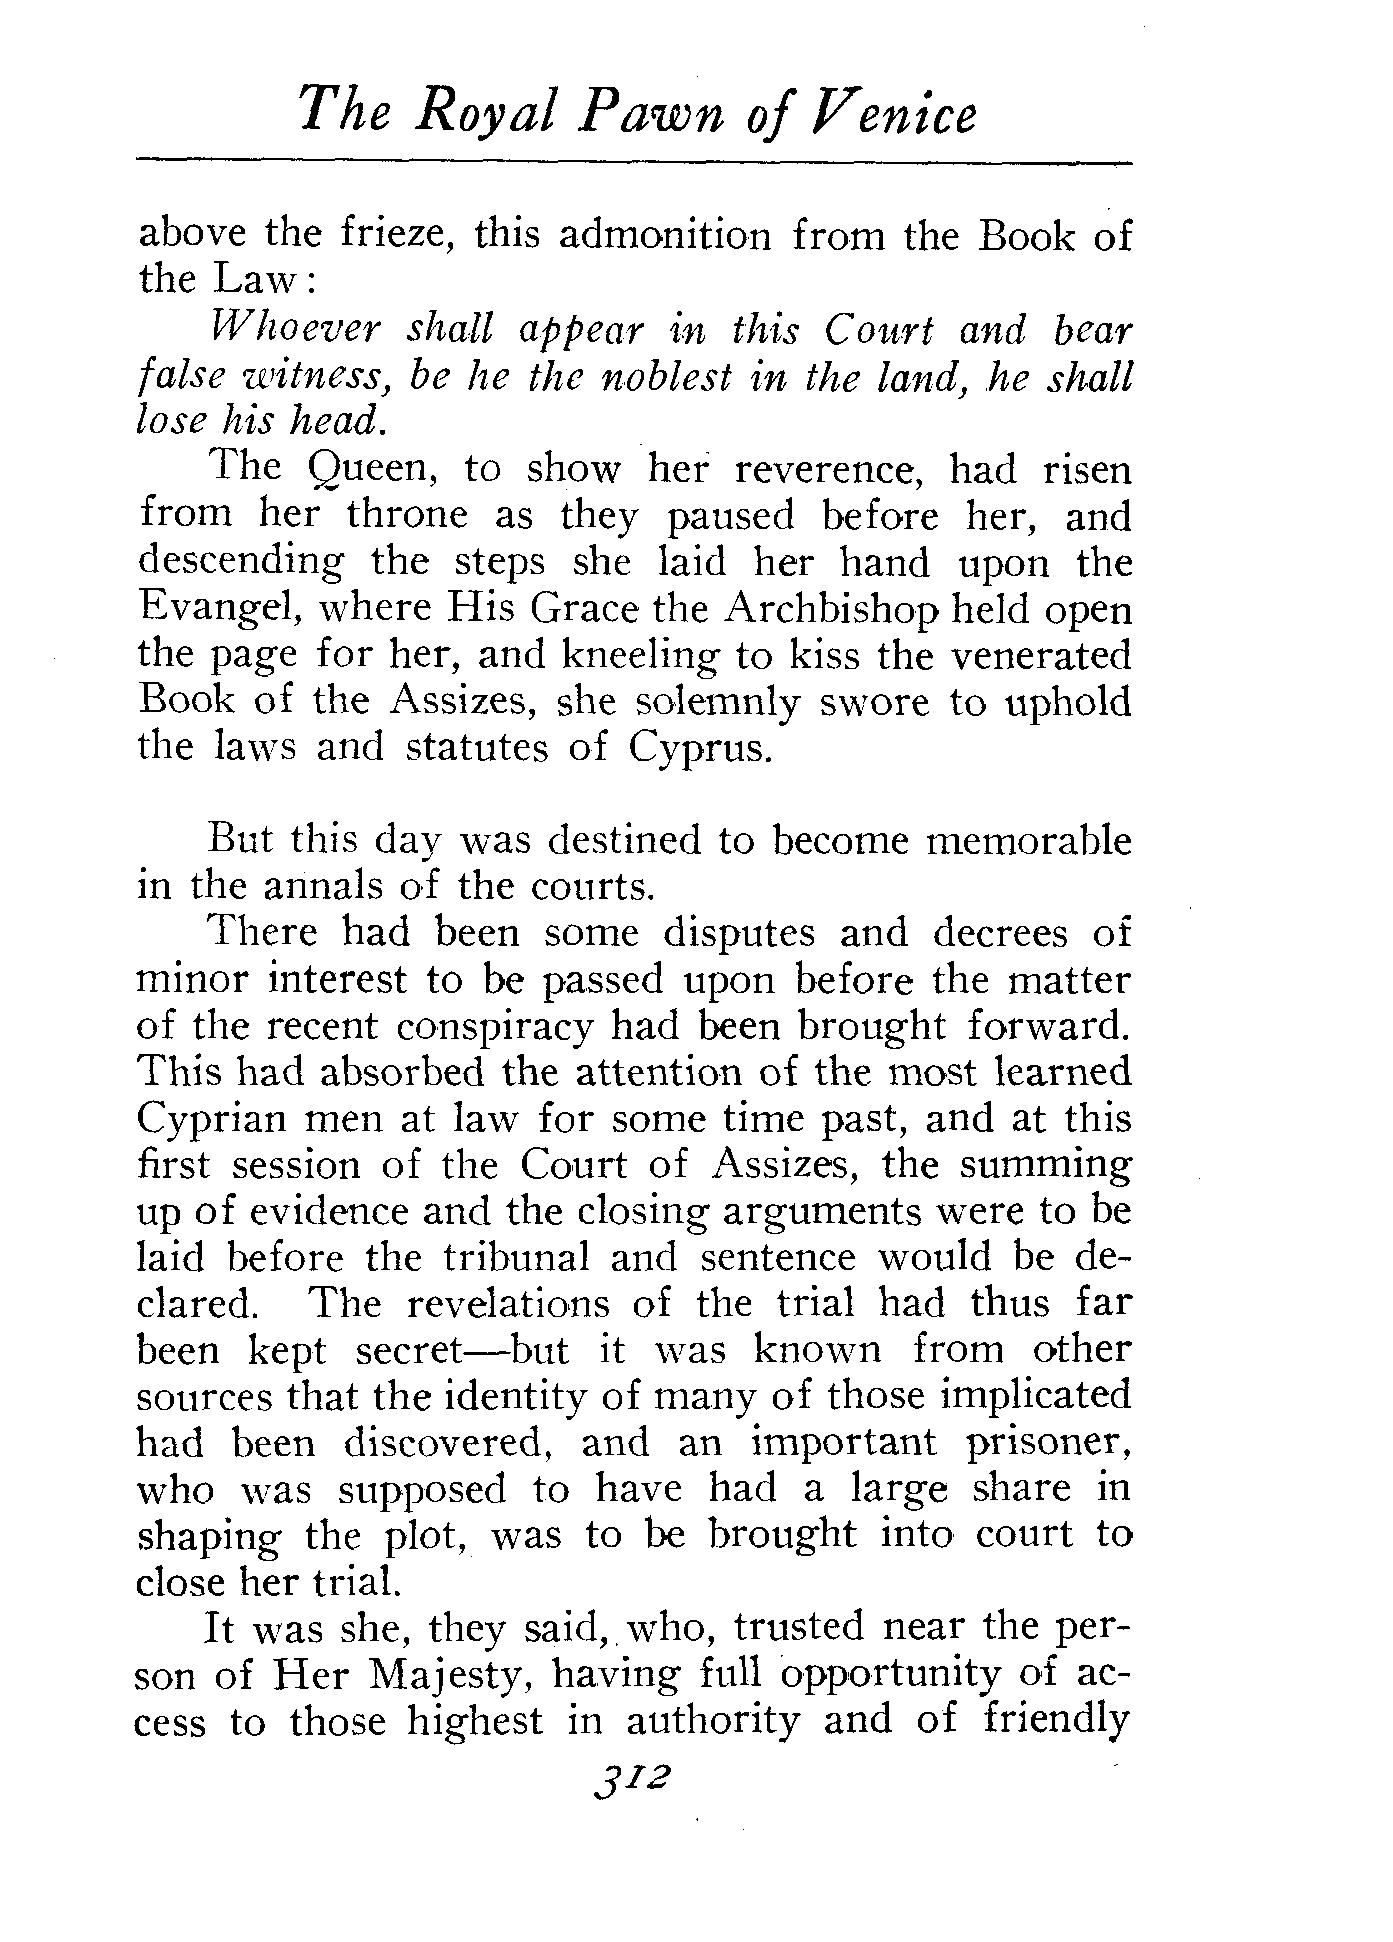 The Royal Pawn of Venice
above the frieze, this admonition from the Book of
the Law:
Whoever shall appear in this Court and bear
false witness, be he the noblest in the land, he shall
lose his head.
The Queen, to show her reverence, had risen
from her throne as they paused before her, and
descending the steps she laid her hand upon the
Evangel, where His Grace the Archbishop held open
the page for her, and kneeling to kiss the venerated
Book of the Assizes, she solemnly swore to uphold
the laws and statutes of Cyprus.
But this day was destined to become memorable
in the annals of the courts.
There had been some disputes and decrees of
minor interest to be passed upon before the matter
of the recent conspiracy had been brought forward.
This had absorbed the attention of the most learned
Cyprian men at law for some time past, and at this
first session of the Court of Assizes, the summing
up of evidence and the closing arguments were to be
laid before the tribunal and sentence would be de-
clared. The revelations of the trial had thus far
been kept secret—but it was known from other
sources that the identity of many of those implicated
had been discovered, and an important prisoner,
who was supposed to have had a large share in
shaping the plot, was to be brought into court to
close her trial.
It was she, they said, who, trusted near the per-
son of Her Majesty, having full opportunity of ac-
cess to those highest in authority and of friendly
312